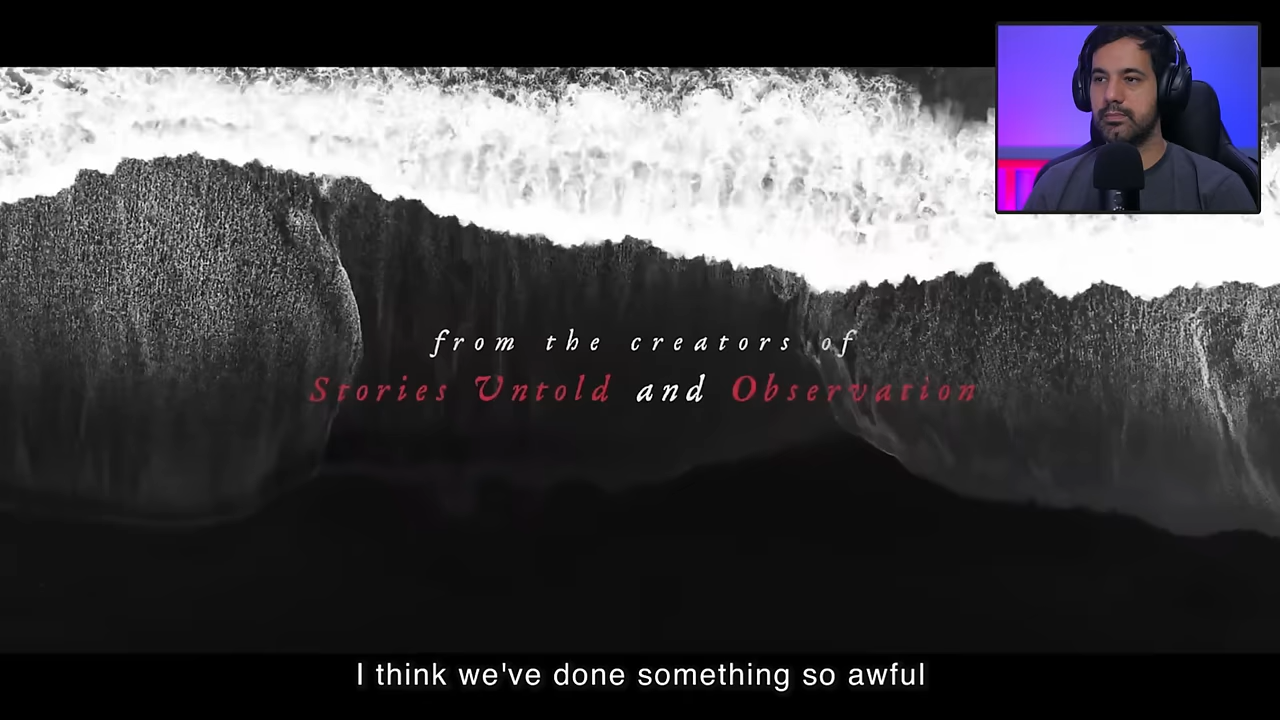 from the creators of
Stories Untold and Observation
I think we've done something so awful